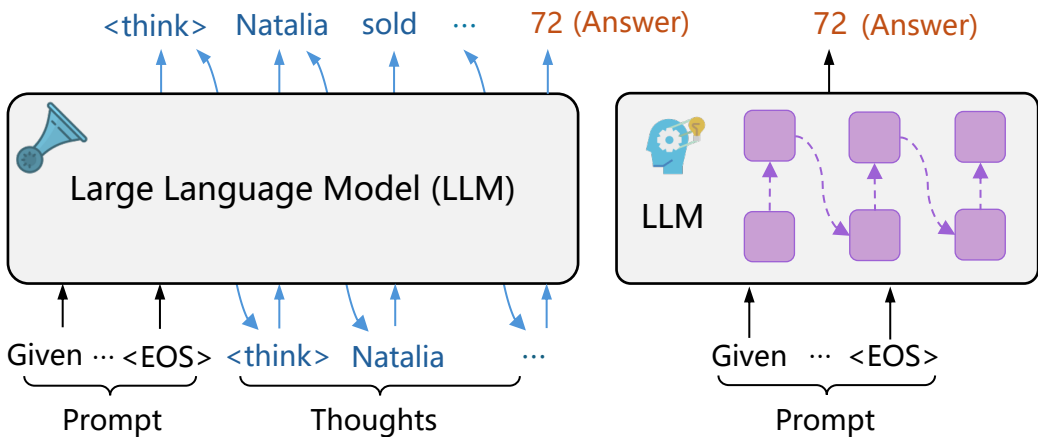 <think> Natalia sold ... 72 (Answer)
Large Language Model (LLM)
Given ... <EOS> <think> Natalia ...
Prompt Thoughts
72 (Answer)
LLM
Given ... <EOS>
Prompt